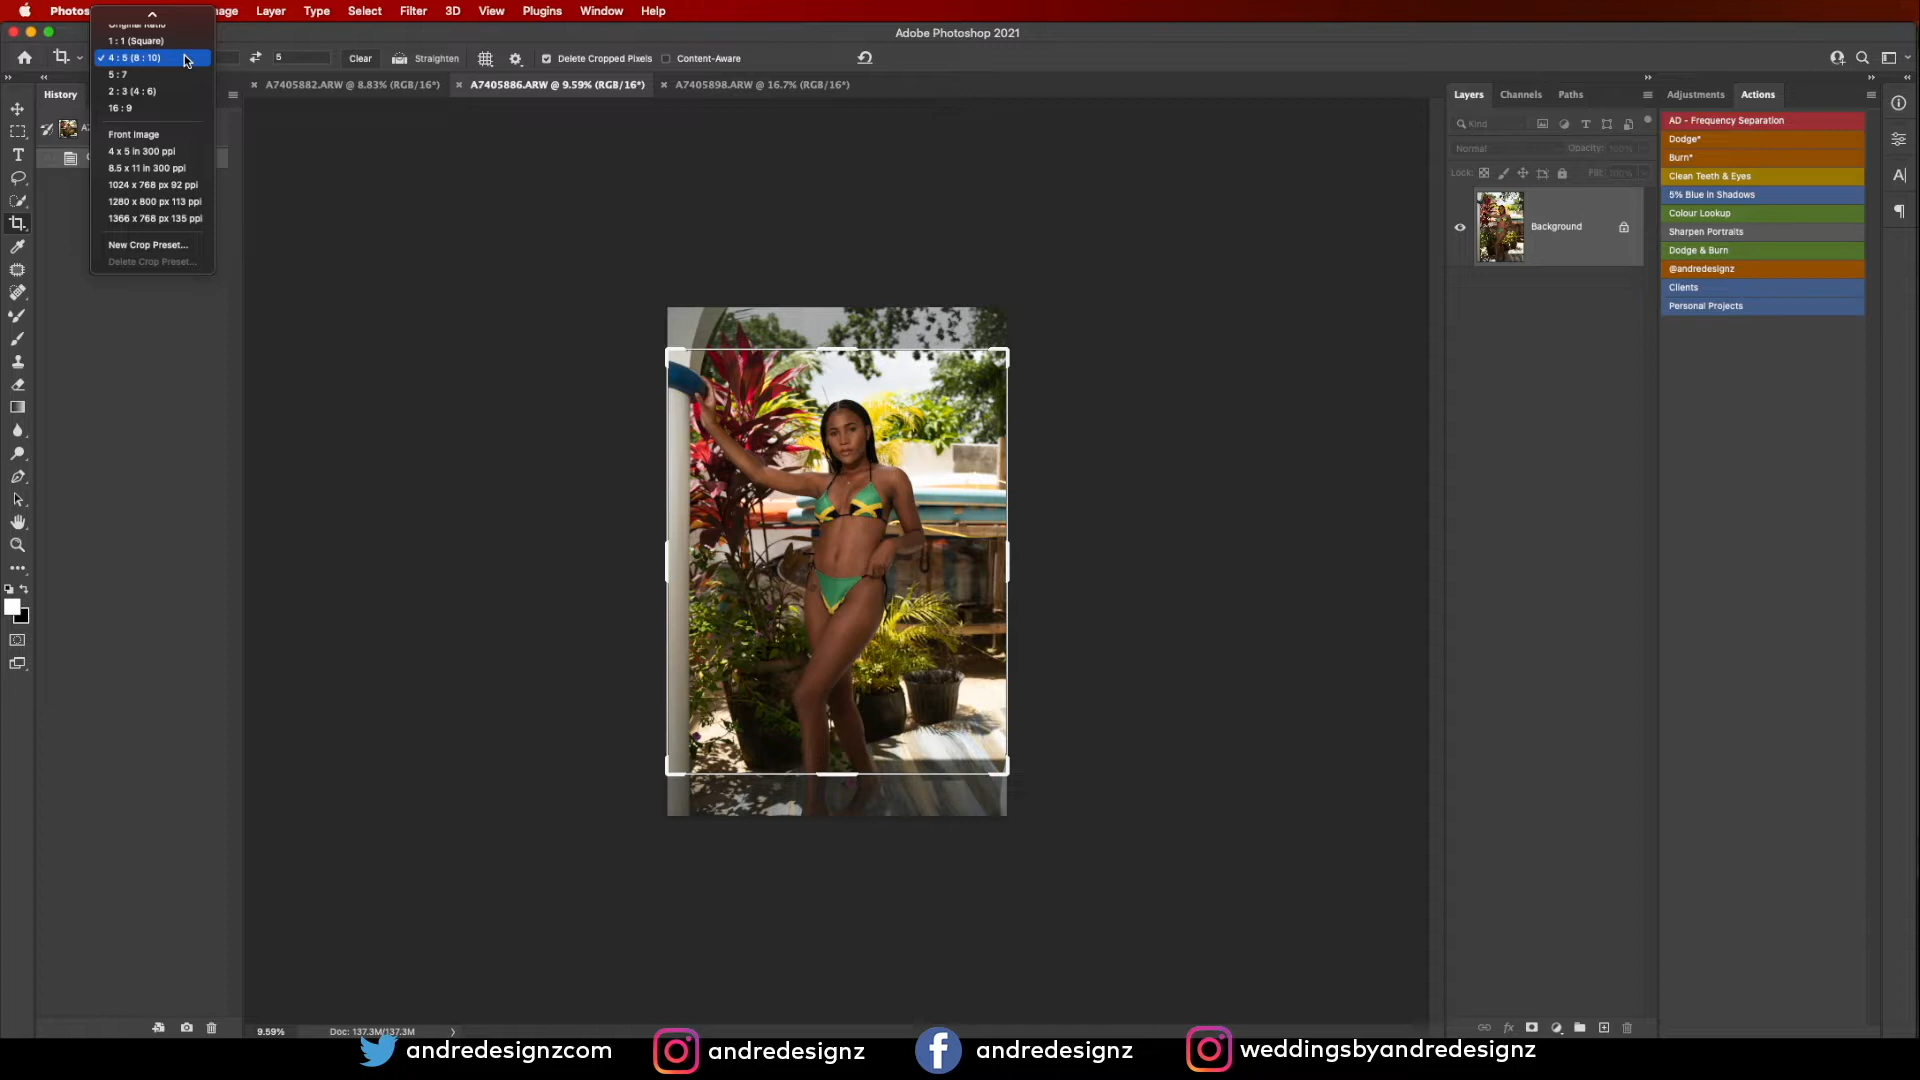 Photos
Image
Layer
Type
Select
Filter
3D
View
Plugins
Window
Help
Adobe Photoshop 2021
Original Ratio
1 : 1 (Square)
4 : 5 (8 : 10)
5 : 7
2 : 3 (4 : 6)
16 : 9
Front Image
4 x 5 in 300 ppi
8.5 x 11 in 300 ppi
1024 x 768 px 92 ppi
1280 x 800 px 113 ppi
1366 x 768 px 135 ppi
New Crop Preset...
Delete Crop Preset...
5
Clear
Straighten
Delete Cropped Pixels
Content-Aware
History
A7405882.ARW @ 8.83% (RGB/16*)
A7405886.ARW @ 9.59% (RGB/16*)
A7405898.ARW @ 16.7% (RGB/16*)
Layers
Channels
Paths
Kind
Normal
Opacity: 100%
Lock:
Fill: 100%
Background
Adjustments
Actions
AD - Frequency Separation
Dodge*
Burn*
Clean Teeth & Eyes
5% Blue in Shadows
Colour Lookup
Sharpen Portraits
Dodge & Burn
@andredesignz
Clients
Personal Projects
9.59%
Doc: 137.3M/137.3M
andredesignzcom
andredesignz
andredesignz
weddingsbyandredesignz